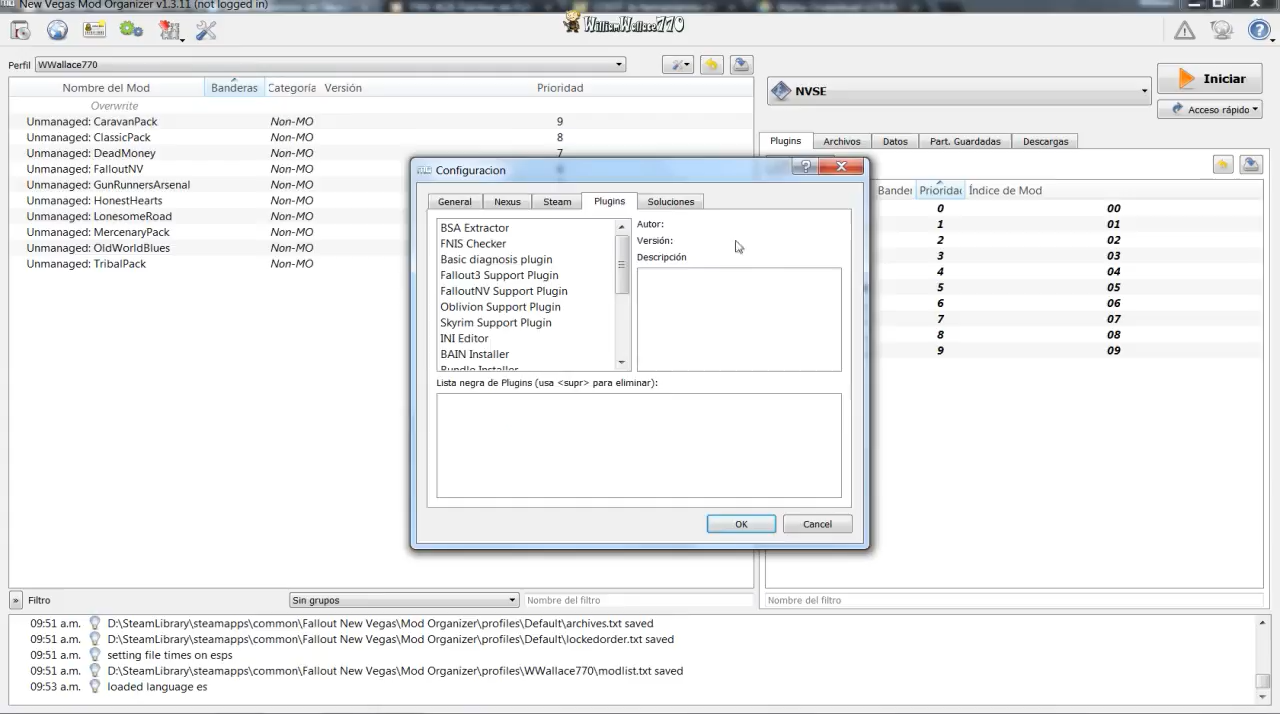 New Vegas Mod Organizer v1.3.11 (not logged in)
WilliamWallace770
Perfil WWallace770
Nombre del Mod Banderas Categoría Versión Prioridad
Overwrite
Unmanaged: CaravanPack Non-MO 9
Unmanaged: ClassicPack Non-MO 8
Unmanaged: DeadMoney Non-MO 7
Unmanaged: FalloutNV Non-MO
Unmanaged: GunRunnersArsenal Non-MO
Unmanaged: HonestHearts Non-MO
Unmanaged: LonesomeRoad Non-MO
Unmanaged: MercenaryPack Non-MO
Unmanaged: OldWorldBlues Non-MO
Unmanaged: TribalPack Non-MO
NVSE
Iniciar
Acceso rápido
Plugins Archivos Datos Part. Guardadas Descargas
Bander Prioridad Índice de Mod
0 00
1 01
2 02
3 03
4 04
5 05
6 06
7 07
8 08
9 09
Configuracion
General Nexus Steam Plugins Soluciones
BSA Extractor
FNIS Checker
Basic diagnosis plugin
Fallout3 Support Plugin
FalloutNV Support Plugin
Oblivion Support Plugin
Skyrim Support Plugin
INI Editor
BAIN Installer
Bundle Installer
Autor:
Versión:
Descripción
Lista negra de Plugins (usa <supr> para eliminar):
OK Cancel
» Filtro Sin grupos Nombre del filtro
Nombre del filtro
09:51 a.m. D:\SteamLibrary\steamapps\common\Fallout New Vegas\Mod Organizer\profiles\Default\archives.txt saved
09:51 a.m. D:\SteamLibrary\steamapps\common\Fallout New Vegas\Mod Organizer\profiles\Default\lockedorder.txt saved
09:51 a.m. setting file times on esps
09:51 a.m. D:\SteamLibrary\steamapps\common\Fallout New Vegas\Mod Organizer\profiles\WWallace770\modlist.txt saved
09:53 a.m. loaded language es